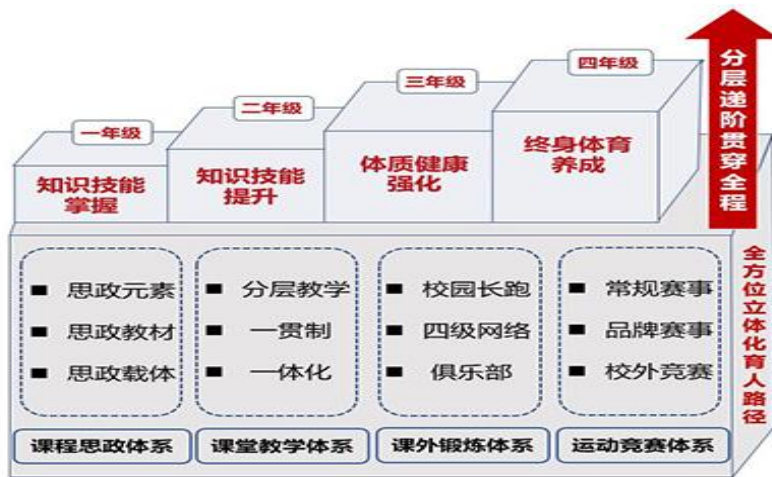 一年级
二年级
三年级
四年级
知识技能
掌握
知识技能
提升
体质健康
强化
终身体育
养成
分层递阶贯穿全程
■ 思政元素
■ 思政教材
■ 思政载体
■ 分层教学
■ 一贯制
■ 一体化
■ 校园长跑
■ 四级网络
■ 俱乐部
■ 常规赛事
■ 品牌赛事
■ 校外竞赛
全方位立体化育人路径
课程思政体系
课堂教学体系
课外锻炼体系
运动竞赛体系